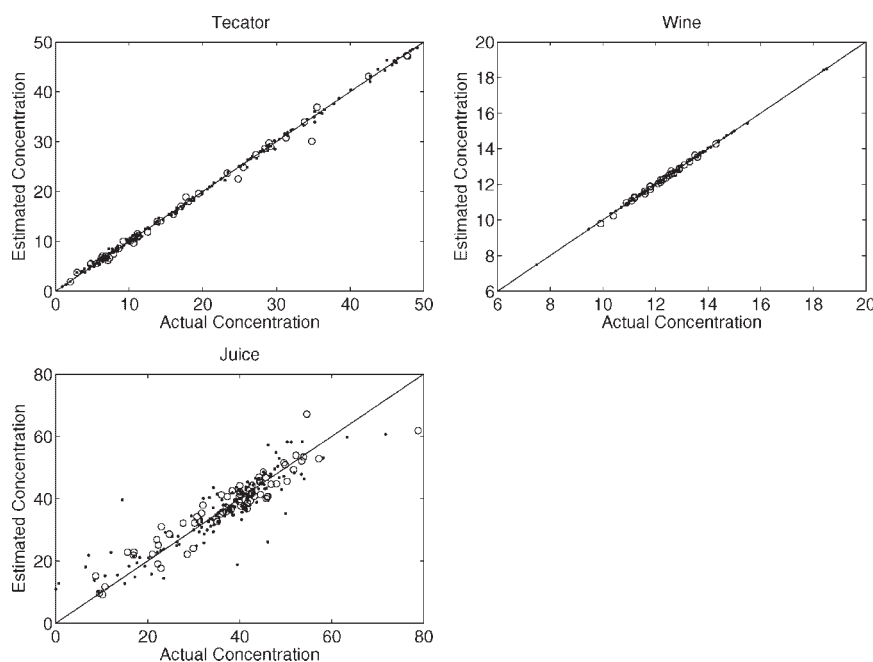 Tecator
50
40
30
20
10
0
0 10 20 30 40 50
Estimated Concentration
Actual Concentration
Wine
20
18
16
14
12
10
8
6
6 8 10 12 14 16 18 20
Estimated Concentration
Actual Concentration
Juice
80
60
40
20
0
0 20 40 60 80
Estimated Concentration
Actual Concentration